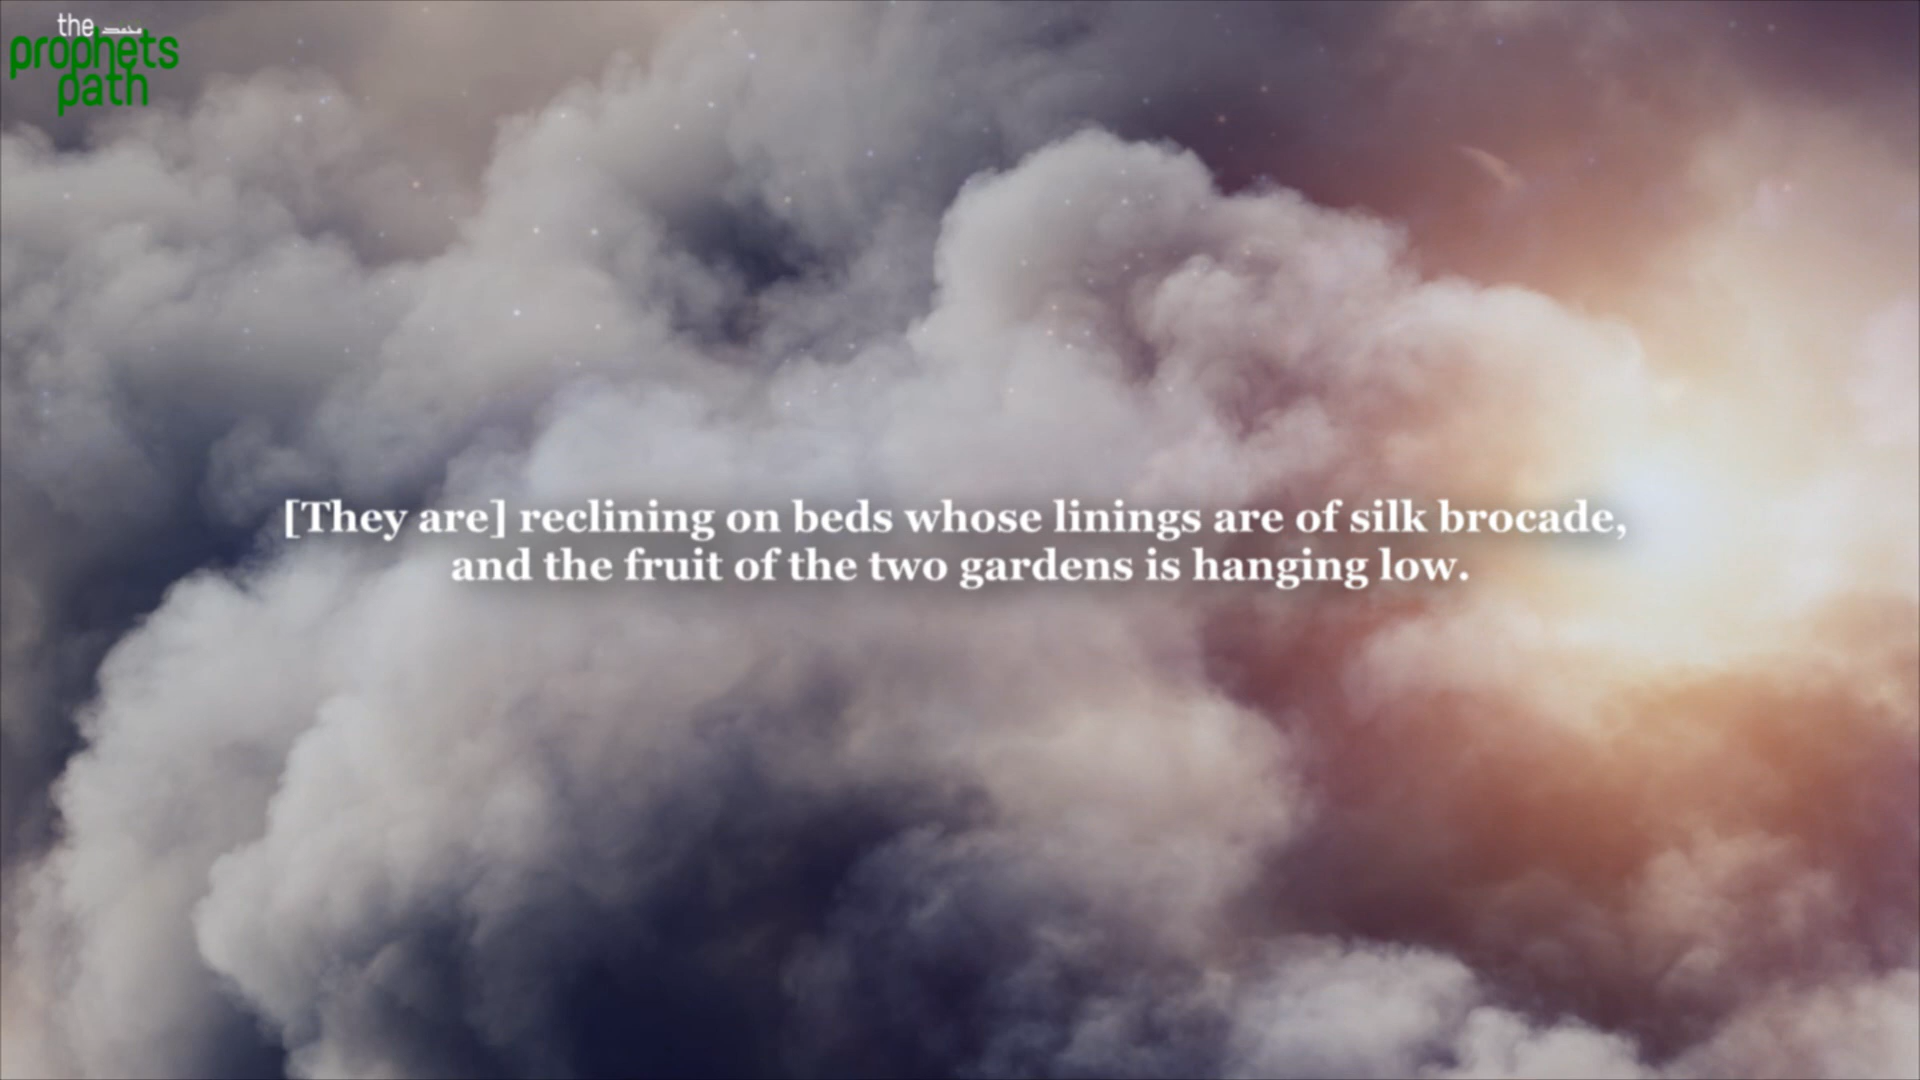 the محمد
prophets
path
[They are] reclining on beds whose linings are of silk brocade,
and the fruit of the two gardens is hanging low.